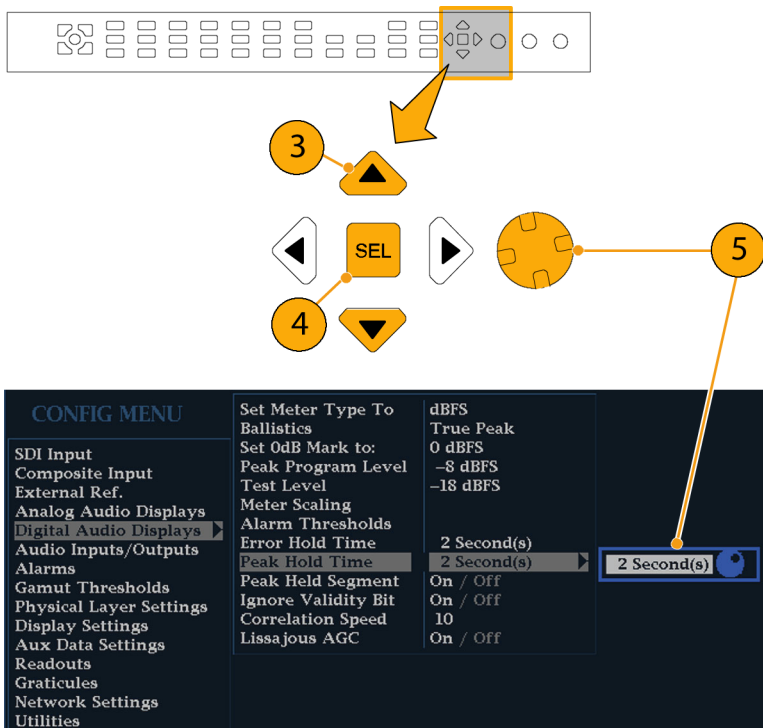 3
SEL
5
4
CONFIG MENU
SDI Input
Composite Input
External Ref.
Analog Audio Displays
Digital Audio Displays
Audio Inputs/Outputs
Alarms
Gamut Thresholds
Physical Layer Settings
Display Settings
Aux Data Settings
Readouts
Graticules
Network Settings
Utilities
Set Meter Type To dBFS
Ballistics True Peak
Set 0dB Mark to: 0 dBFS
Peak Program Level –8 dBFS
Test Level –18 dBFS
Meter Scaling
Alarm Thresholds
Error Hold Time 2 Second(s)
Peak Hold Time 2 Second(s)
Peak Held Segment On / Off
Ignore Validity Bit On / Off
Correlation Speed 10
Lissajous AGC On / Off
2 Second(s)